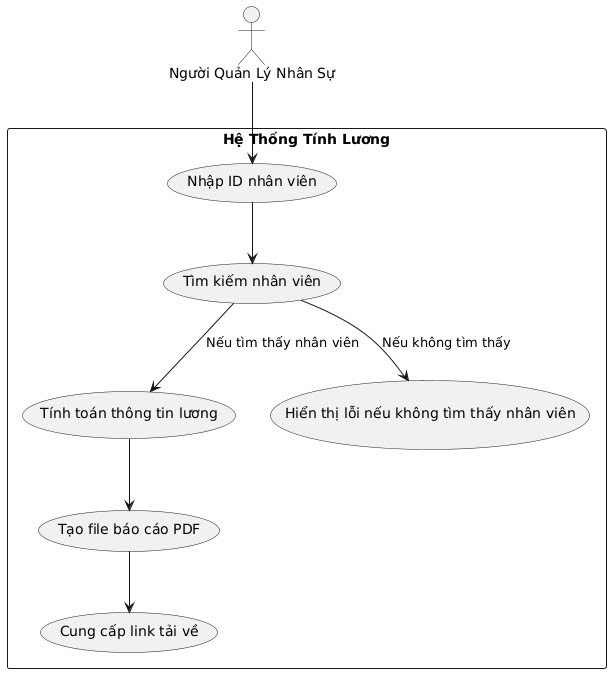 Người Quản Lý Nhân Sự
Hệ Thống Tính Lương
Nhập ID nhân viên
Tìm kiếm nhân viên
Nếu tìm thấy nhân viên
Nếu không tìm thấy
Tính toán thông tin lương
Hiển thị lỗi nếu không tìm thấy nhân viên
Tạo file báo cáo PDF
Cung cấp link tải về